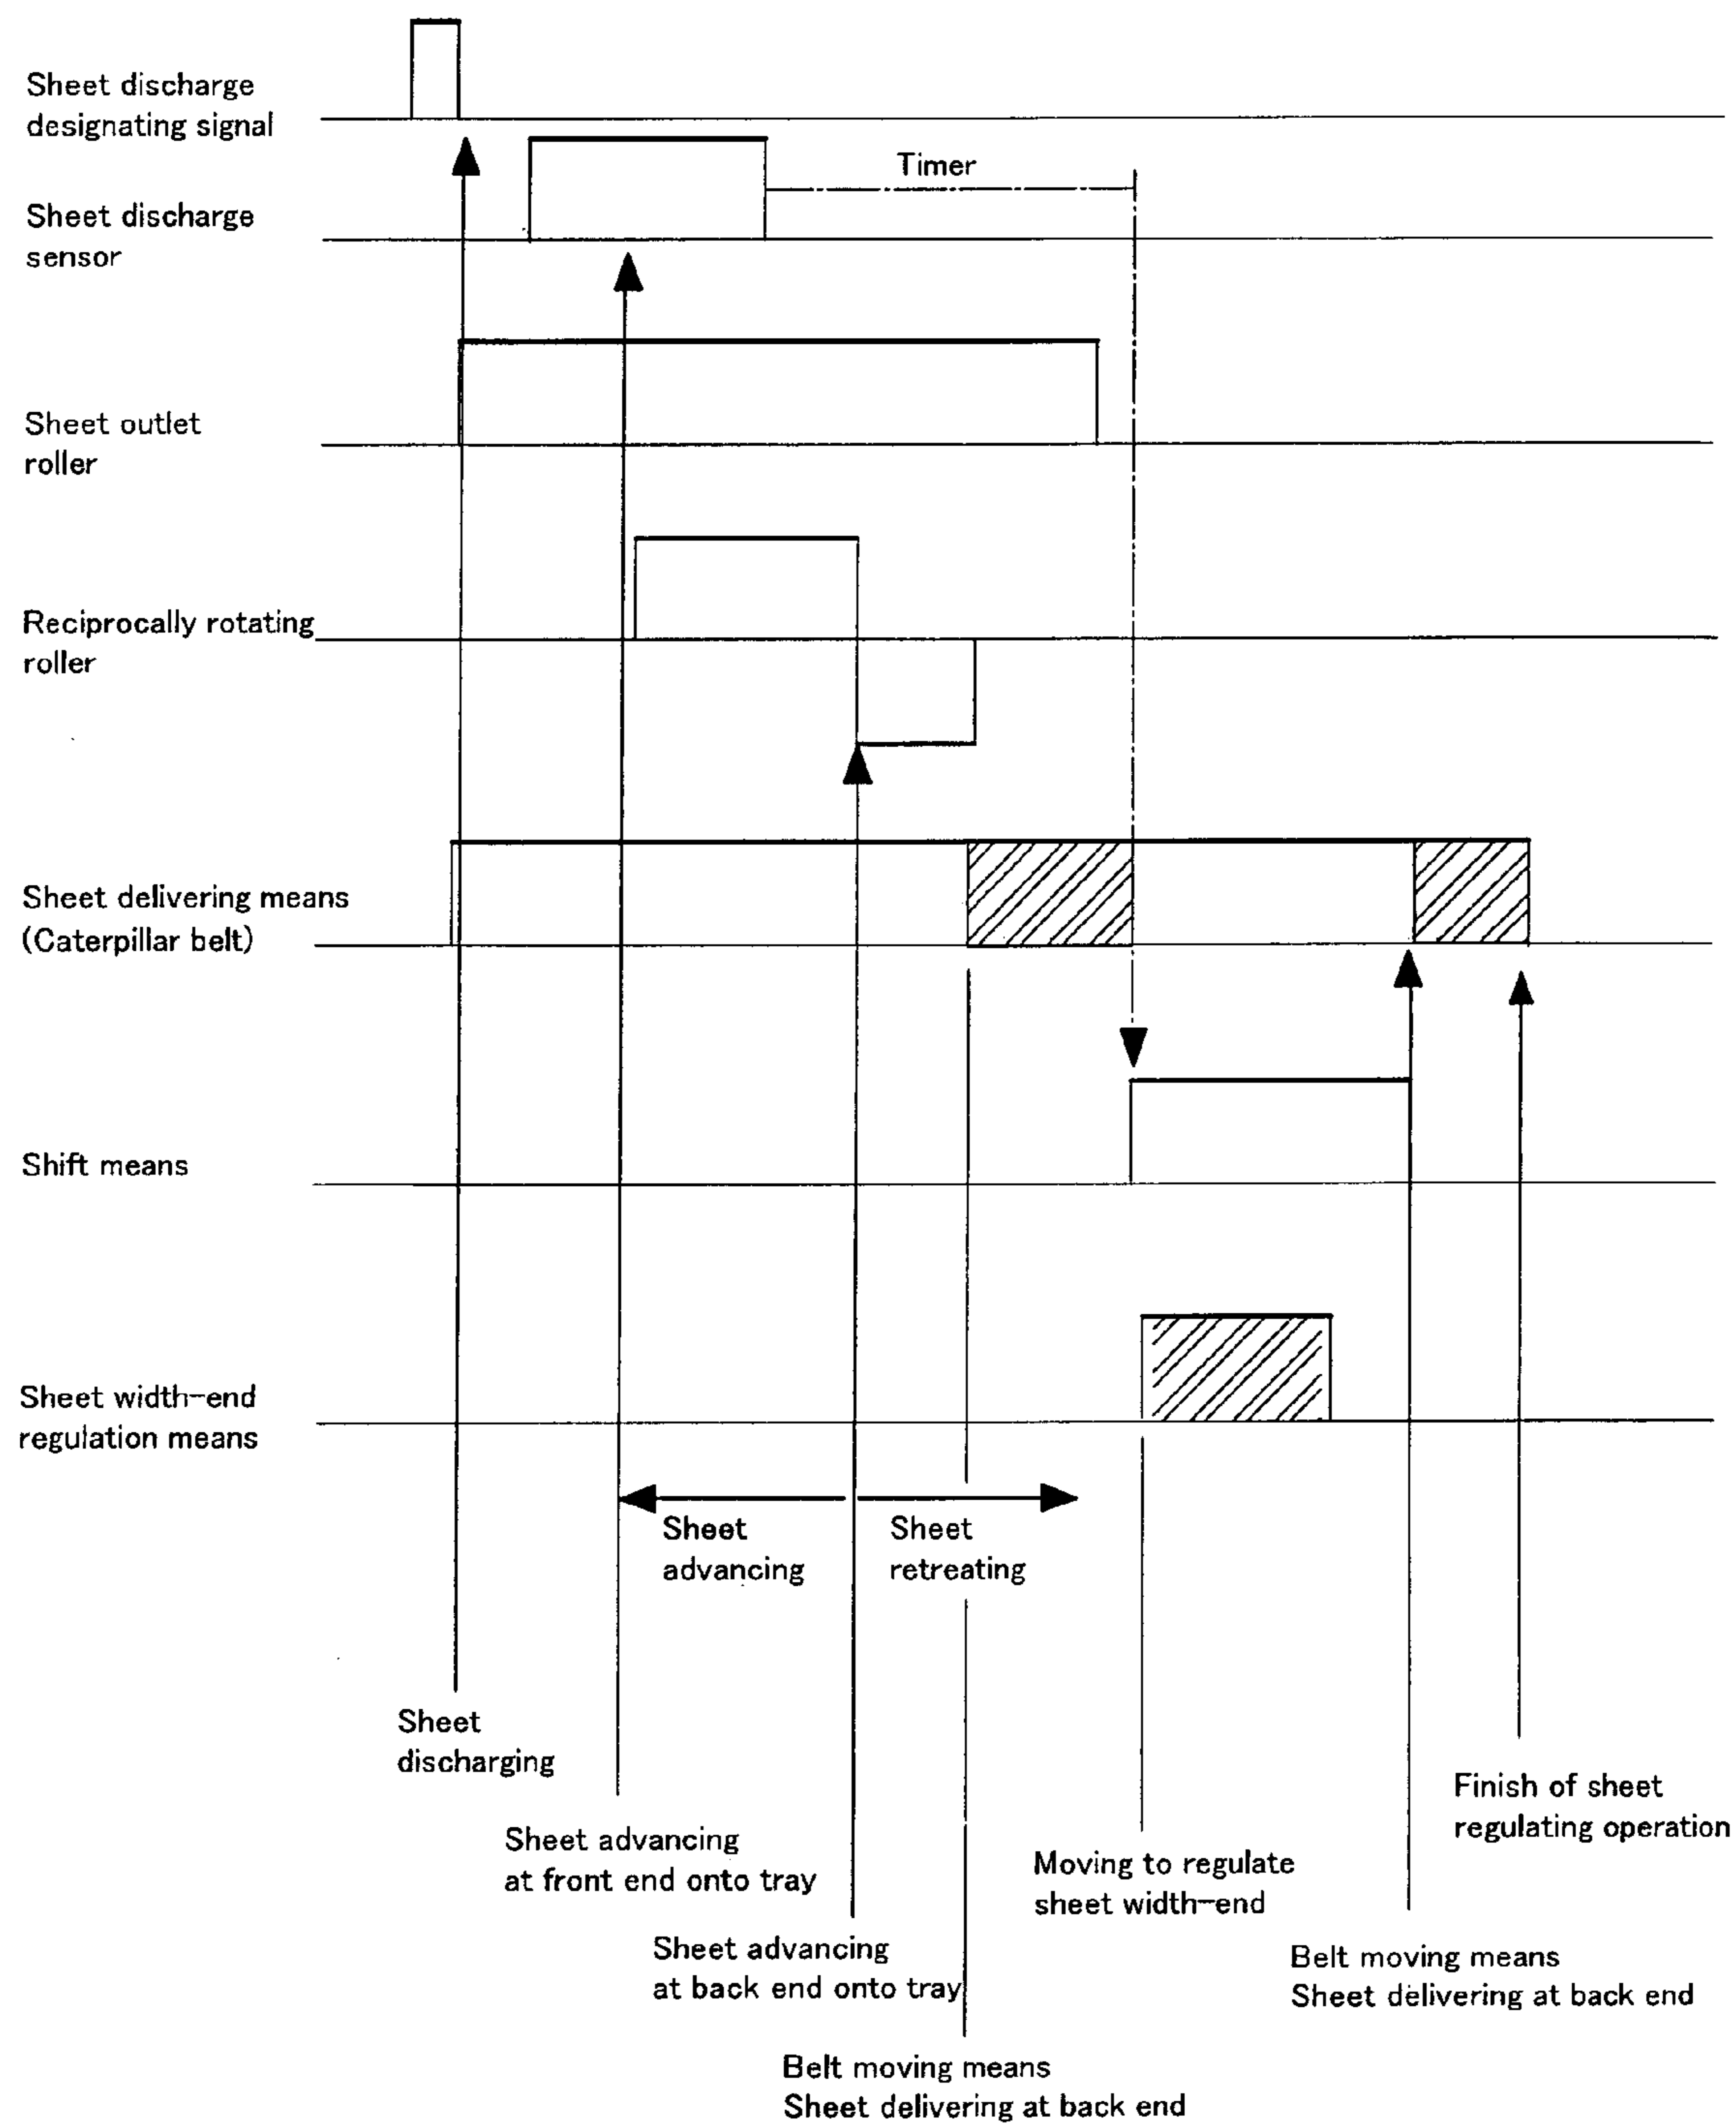 Sheet discharge
designating signal
Timer
Sheet discharge
sensor
Sheet outlet
roller
Reciprocally rotating
roller
Sheet delivering means
(Caterpillar belt)
Shift means
Sheet width-end
regulation means
Sheet
advancing
Sheet
retreating
Sheet
discharging
Sheet advancing
at front end onto tray
Sheet advancing
at back end onto tray
Belt moving means
Sheet delivering at back end
Moving to regulate
sheet width-end
Belt moving means
Sheet delivering at back end
Finish of sheet
regulating operation